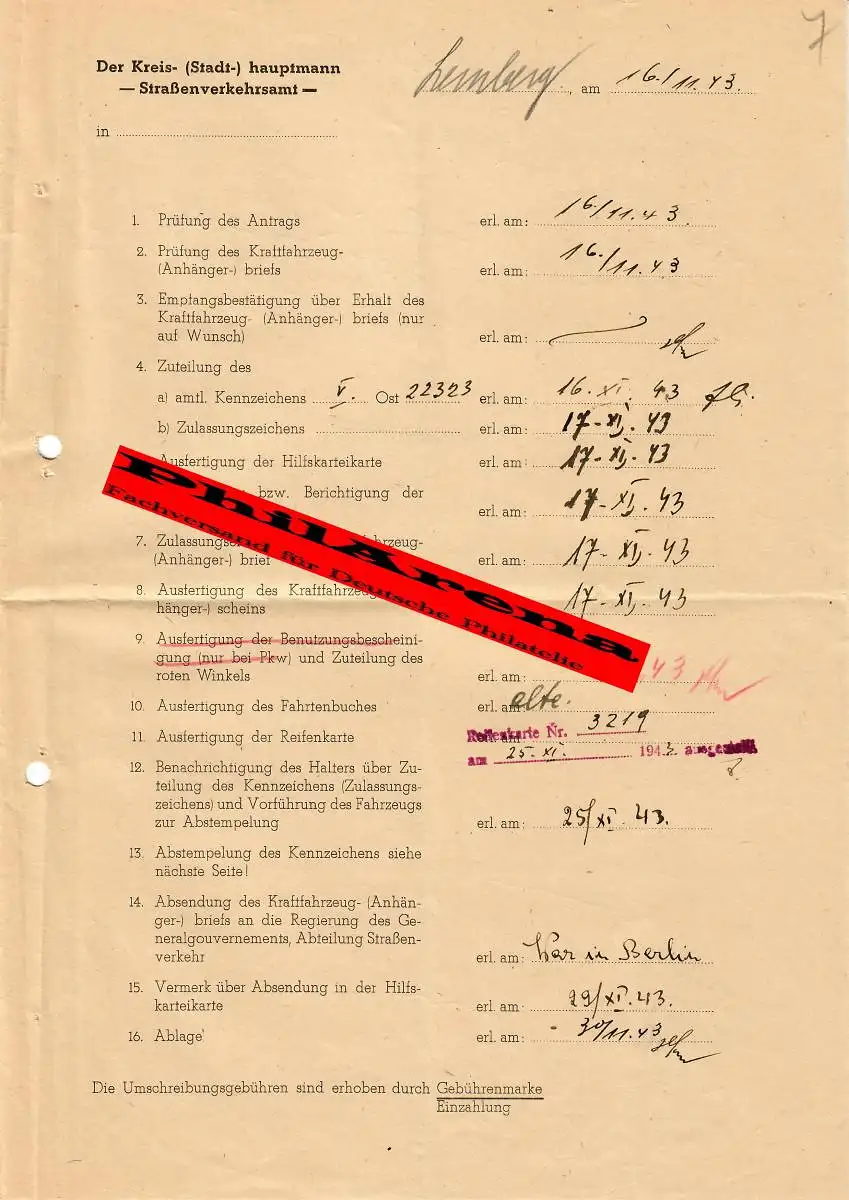 7
Der Kreis- (Stadt-) hauptmann
— Straßenverkehrsamt —
Lemberg, am 16./11.43.
in
1. Prüfung des Antrags erl. am: 16./11.43.
2. Prüfung des Kraftfahrzeug-
(Anhänger-) briefs erl. am: 16./11.43
3. Empfangsbestätigung über Erhalt des
Kraftfahrzeug- (Anhänger-) briefs (nur
auf Wunsch) erl. am:
4. Zuteilung des
a) amtl. Kennzeichens V. Ost 22323 erl. am: 16. XI. 43
b) Zulassungszeichens erl. am: 17-XI. 43
Ausfertigung der Hilfskarteikarte erl. am: 17-XI. 43
bzw. Berichtigung der
erl. am: 17-XI. 43
7. Zulassungs fahrzeug-
(Anhänger-) brief erl. am: 17-XI. 43
8. Ausfertigung des Kraftfahrze
hänger-) scheins 17-XI. 43
PhilArena
Fachversand für Deutsche Philatelie
9. Ausfertigung der Benutzungsbescheini-
gung (nur bei Pkw) und Zuteilung des
roten Winkels erl. am: 43
10. Ausfertigung des Fahrtenbuches erl. am: alte.
11. Ausfertigung der Reifenkarte
Reifenkarte Nr. 3219
am 25. XI. 1943 ausgestellt
12. Benachrichtigung des Halters über Zu-
teilung des Kennzeichens (Zulassungs-
zeichens) und Vorführung des Fahrzeugs
zur Abstempelung erl. am: 25/XI. 43.
13. Abstempelung des Kennzeichens siehe
nächste Seite!
14. Absendung des Kraftfahrzeug- (Anhän-
ger-) briefs an die Regierung des Ge-
neralgouvernements, Abteilung Straßen-
verkehr erl. am: War in Berlin
15. Vermerk über Absendung in der Hilfs-
karteikarte erl. am 29/XI. 43.
16. Ablage erl. am: 30/11.43
Die Umschreibungsgebühren sind erhoben durch Gebührenmarke
Einzahlung